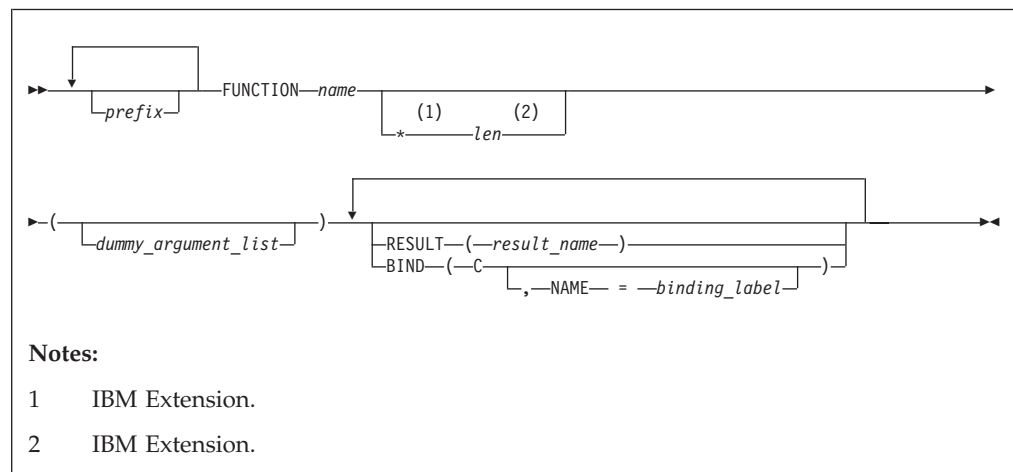 FUNCTION name
prefix
(1) (2)
* len
( )
dummy_argument_list
RESULT ( result_name )
BIND ( C )
, NAME = binding_label
Notes:
1 IBM Extension.
2 IBM Extension.